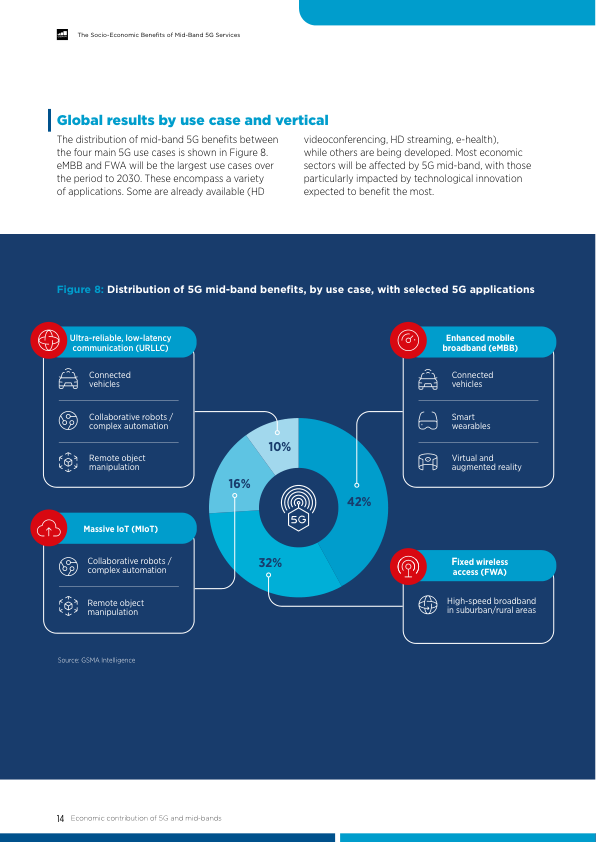 The Socio-Economic Benefits of Mid-Band 5G Services
Global results by use case and vertical
The distribution of mid-band 5G benefits between
the four main 5G use cases is shown in Figure 8.
eMBB and FWA will be the largest use cases over
the period to 2030. These encompass a variety
of applications. Some are already available (HD
videoconferencing, HD streaming, e-health),
while others are being developed. Most economic
sectors will be affected by 5G mid-band, with those
particularly impacted by technological innovation
expected to benefit the most.
Figure 8: Distribution of 5G mid-band benefits, by use case, with selected 5G applications
Ultra-reliable, low-latency
communication (URLLC)
Connected
vehicles
Collaborative robots /
complex automation
Remote object
manipulation
Massive IoT (MIoT)
Collaborative robots /
complex automation
Remote object
manipulation
10%
16%
42%
32%
5G
Enhanced mobile
broadband (eMBB)
Connected
vehicles
Smart
wearables
Virtual and
augmented reality
Fixed wireless
access (FWA)
High-speed broadband
in suburban/rural areas
Source: GSMA Intelligence
14 Economic contribution of 5G and mid-bands